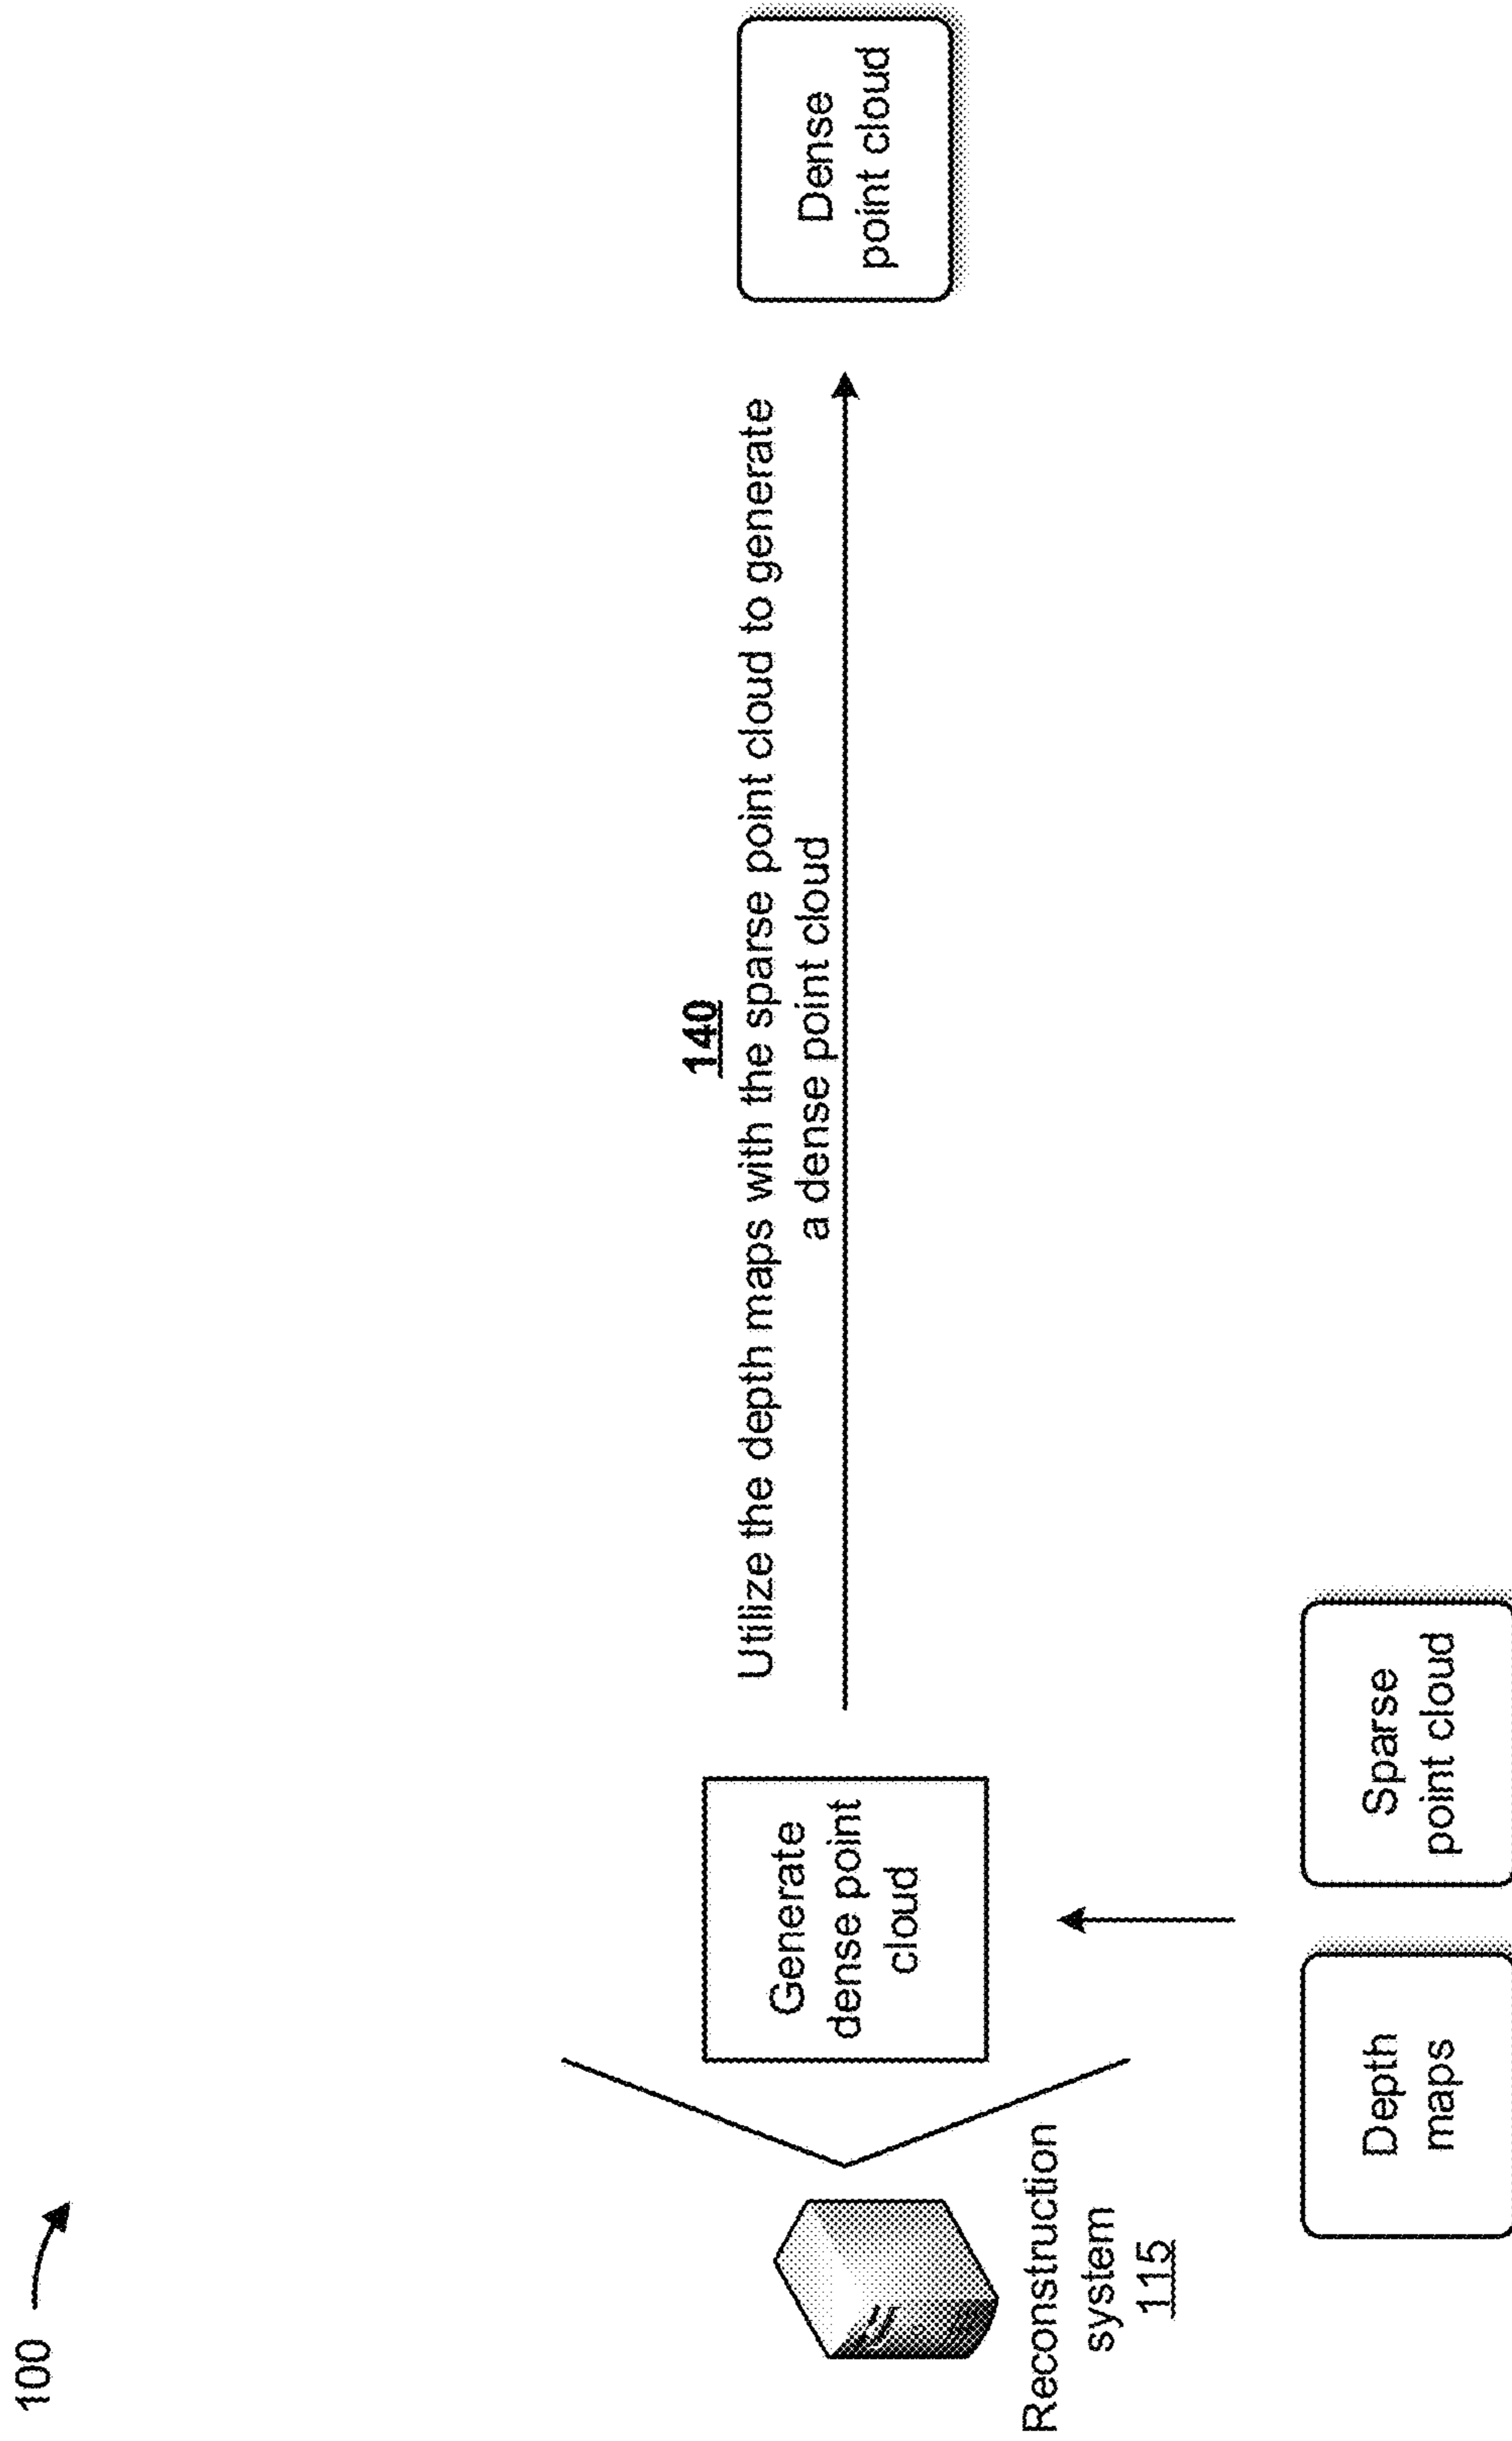 100
140
Utilize the depth maps with the sparse point cloud to generate
a dense point cloud
Generate
dense point
cloud
Dense
point cloud
Reconstruction
system
115
Depth
maps
Sparse
point cloud